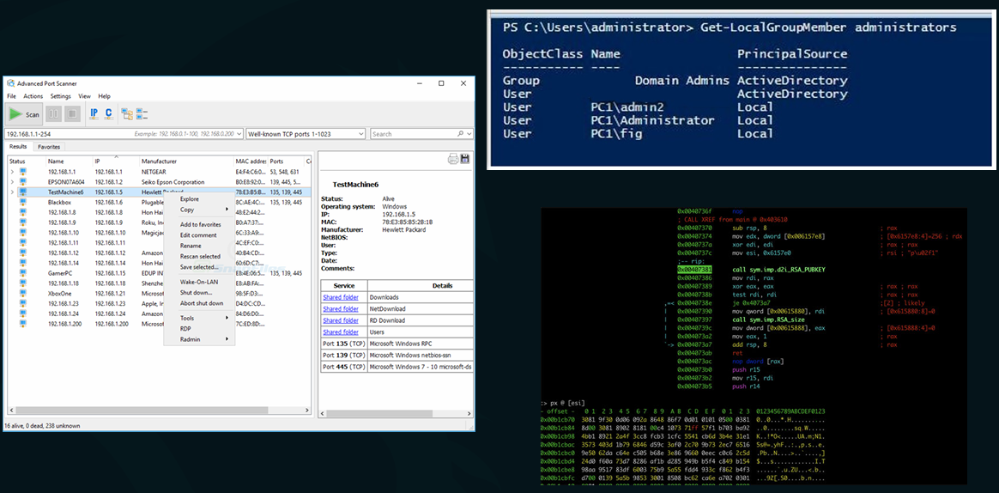 Advanced Port Scanner
File Actions Settings View Help
Scan
IP C
192.168.1.1-254 Example: 192.168.0.1-100, 192.168.0.200 Well-known TCP ports 1-1023 Search
Results Favorites
Status Name IP Manufacturer MAC addre: Ports
192.168.1.1 192.168.1.1 NETGEAR E4:F4:C6:0... 53, 548, 631
EPSON07A604 192.168.1.2 Seiko Epson Corporation B0:E8:92:0... 139, 445, 5...
TestMachine6 192.168.1.5 Hewlett Packard 78:E3:B5:B... 135, 139, 445
Blackbox 192.168.1.6 Plugable 8C:AE:4C:... 135, 139, 445
192.168.1.8 192.168.1.8 Hon Hai 48:E2:44:2...
192.168.1.9 192.168.1.9 Roku, In B0:A7:37:...
192.168.1.10 192.168.1.10 Magicjac 6C:33:A9:...
192.168.1.11 192.168.1.11 4C:EF:C0:...
192.168.1.12 192.168.1.12 Amazon 40:B4:CD:...
192.168.1.14 192.168.1.14 Hon Hai 60:6D:C7:...
GamerPC 192.168.1.15 EDUP INT E8:4E:06:5... 135, 139, 445
192.168.1.18 192.168.1.18 Shenzhe E8:AB:FA:...
XboxOne 192.168.1.21 Microsof 98:5F:D3:...
192.168.1.23 192.168.1.23 Apple, In D4:DC:CD...
192.168.1.24 192.168.1.24 Amazon 84:D6:D0:...
192.168.1.200 192.168.1.200 Microsof 7C:ED:8D:...
Explore
Copy
Add to favorites
Edit comment
Rename
Rescan selected
Save selected...
Wake-On-LAN
Shut down...
Abort shut down
Tools
RDP
Radmin
TestMachine6
Status: Alive
Operating system: Windows
IP: 192.168.1.5
MAC: 78:E3:B5:85:2B:1B
Manufacturer: Hewlett Packard
NetBIOS:
User:
Type:
Date:
Comments:
Service Details
Shared folder Downloads
Shared folder NetDownload
Shared folder RD Download
Shared folder Users
Port 135 (TCP) Microsoft Windows RPC
Port 139 (TCP) Microsoft Windows netbios-ssn
Port 445 (TCP) Microsoft Windows 7 - 10 microsoft-ds
16 alive, 0 dead, 238 unknown
PS C:\Users\administrator> Get-LocalGroupMember administrators
ObjectClass Name PrincipalSource
----------- ---- ---------------
Group Domain Admins ActiveDirectory
User ActiveDirectory
User PC1\admin2 Local
User PC1\Administrator Local
User PC1\fig Local
0x0040736f nop
; CALL XREF from main @ 0x403610
0x00407370 sub rsp, 8 ; rax
0x00407374 mov edx, dword [0x006157e8] ; [0x6157e8:4]=256 ; rdx
0x0040737a xor edi, edi ; rax ; rax
0x0040737c mov esi, 0x6157e0 ; rsi ; "p\u02f1"
;-- rip:
0x00407381 call sym.imp.d2i_RSA_PUBKEY
0x00407386 mov rdi, rax
0x00407389 xor eax, eax ; rax ; rax
0x0040738b test rdi, rdi ; rax ; rax
,=< 0x0040738e je 0x4073a7 ;[2] ; likely
| 0x00407390 mov qword [0x00615880], rdi ; [0x615880:8]=0
| 0x00407397 call sym.imp.RSA_size
| 0x0040739c mov dword [0x00615888], eax ; [0x615888:4]=0
| 0x004073a2 mov eax, 1 ; rax
`-> 0x004073a7 add rsp, 8 ; rax
0x004073ab ret
0x004073ac nop dword [rax]
0x004073b0 push r15
0x004073b2 mov r15, rdi
0x004073b5 push r14
:> px @ [esi]
- offset - 0 1 2 3 4 5 6 7 8 9 A B C D E F 0 1 2 3 0123456789ABCDEF0123
0x00b1cb70 3081 9f30 0d06 092a 8648 86f7 0d01 0101 0500 0381 0..0...*.H..........
0x00b1cb84 8d00 3081 8902 8181 00c4 1073 71ff 57f1 b703 ba92
0x00b1cb98 4bb1 8921 2a4f 3cc8 fcb3 1cfc 5541 cb6d 3b4e 31e1 K..!*O<.....UA.m;N1.
0x00b1cbac 3573 403d 1b79 6846 d59c 3af0 2c70 9b73 2ec7 6516
0x00b1cbc0 9e50 62da c64e c505 b68e 3e86 9660 0eec c0c6 2c5d
0x00b1cbd4 24d0 f60a 73d7 8286 af1b d285 949b b5f4 c849 b154
0x00b1cbe8 98aa 9517 83df 6003 75b9 5a55 fdd4 933c f862 b4f3
0x00b1cbfc d700 0139 5a5b 9853 3001 8508 bc62 ca6e a702 0301